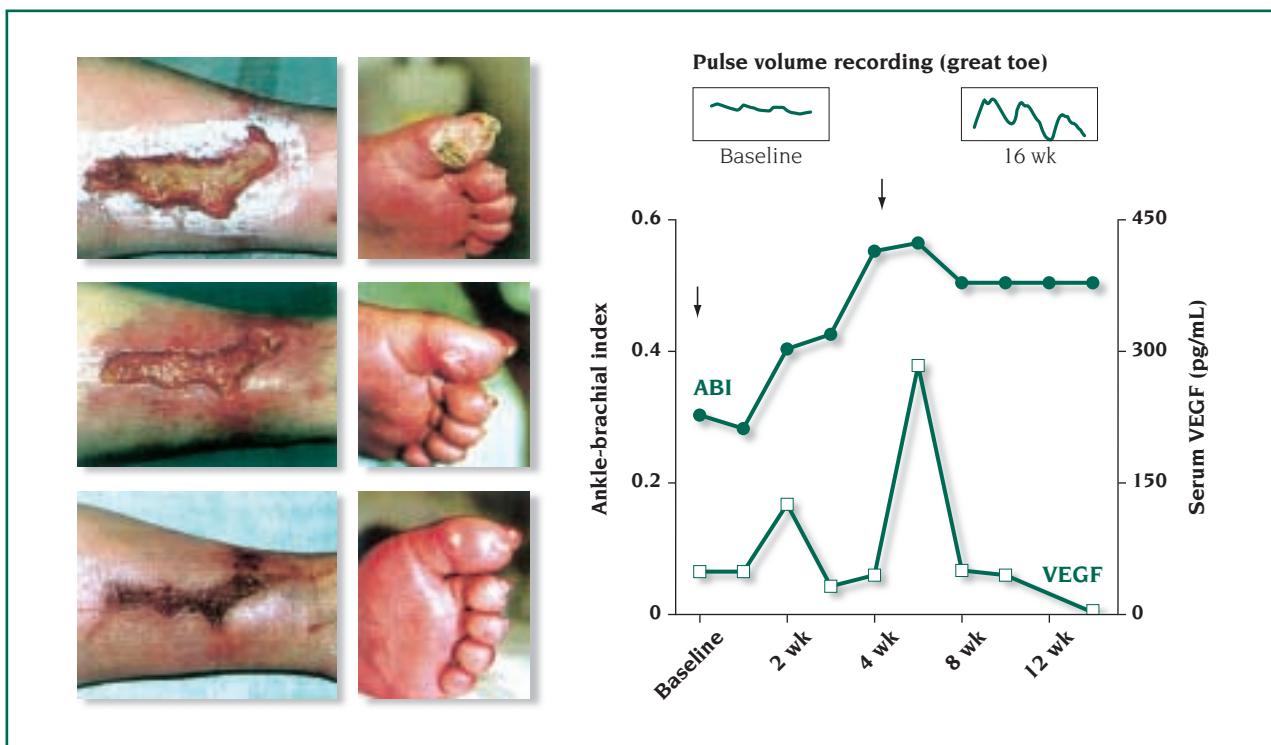 Pulse volume recording (great toe)
Baseline
16 wk
0.6
0.4
0.2
0
Ankle-brachial index
ABI
VEGF
450
300
150
0
Serum VEGF (pg/mL)
Baseline
2 wk
4 wk
8 wk
12 wk